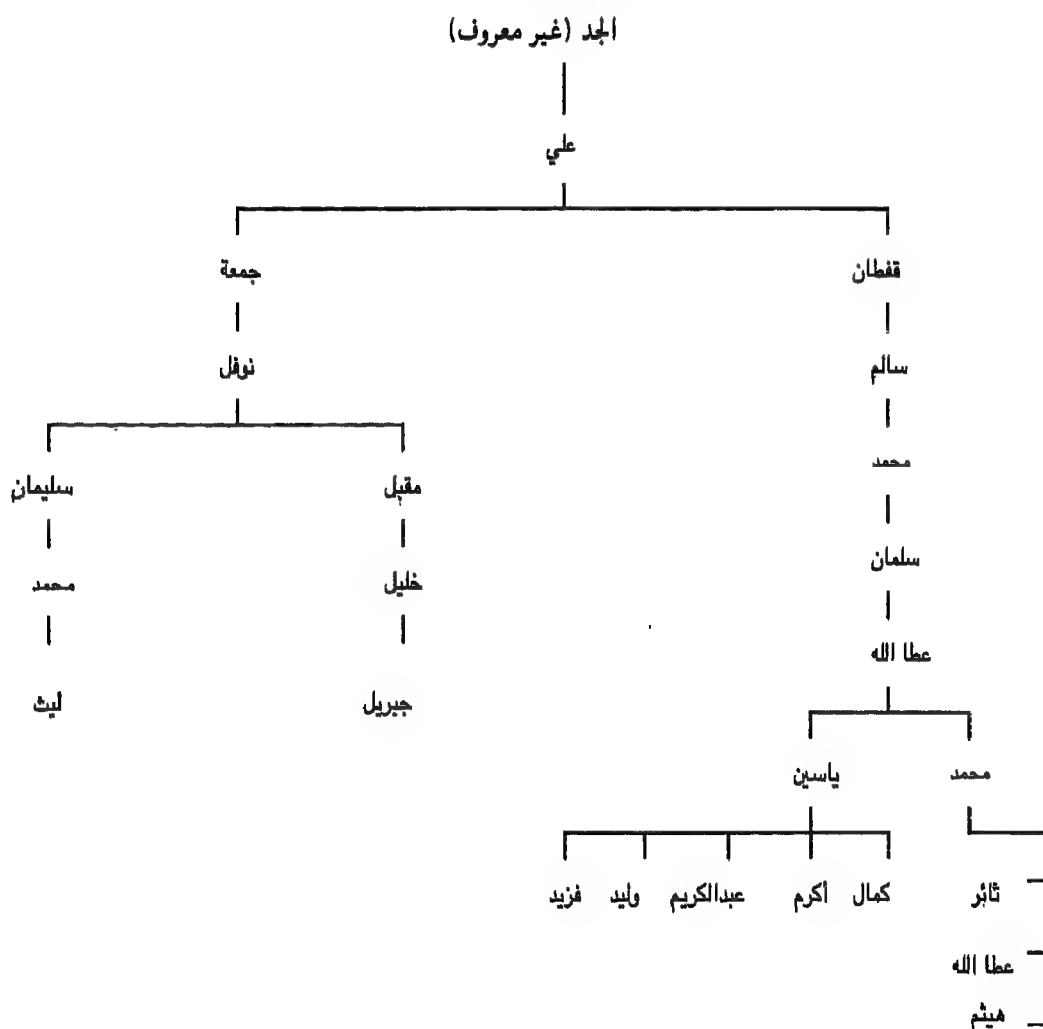 الجد (غير معروف)
علي
قفطان
جمعة
سالم
نوفل
محمد
مقبل
سليمان
سلمان
خليل
محمد
عطا الله
جبريل
ليث
محمد
ياسين
ثائر
كمال
أكرم
عبدالكريم
وليد
فزيد
عطا الله
هيثم